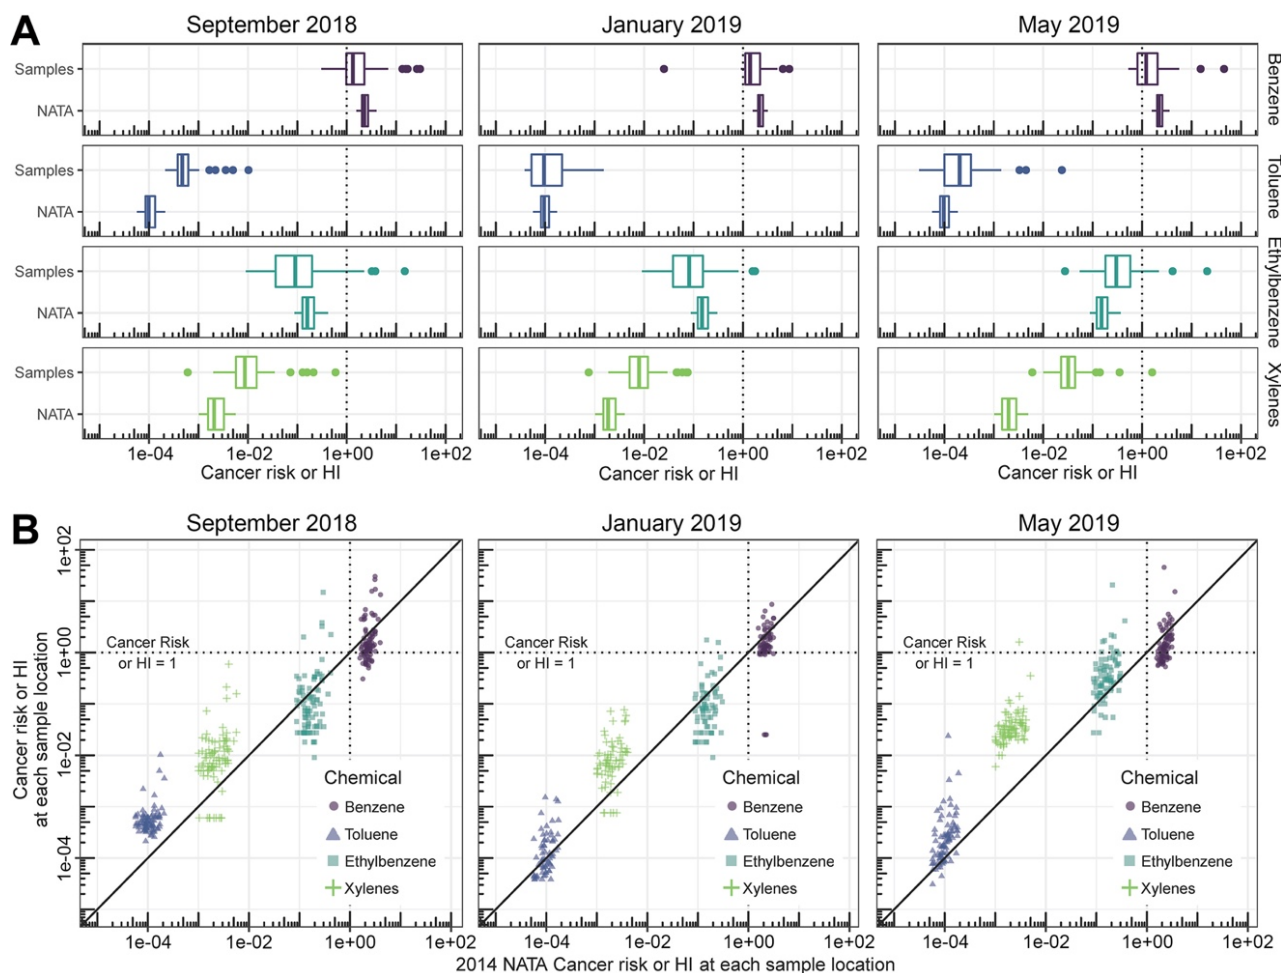 A
September 2018
January 2019
May 2019
Samples
NATA
Benzene
Samples
NATA
Toluene
Samples
NATA
Ethylbenzene
Samples
NATA
Xylenes
1e-04 1e-02 1e+00 1e+02
1e-04 1e-02 1e+00 1e+02
1e-04 1e-02 1e+00 1e+02
Cancer risk or HI
Cancer risk or HI
Cancer risk or HI
B
September 2018
January 2019
May 2019
Cancer risk or HI
at each sample location
1e+02
1e+00
1e-02
1e-04
Cancer Risk
or HI = 1
Chemical
Benzene
Toluene
Ethylbenzene
Xylenes
Cancer Risk
or HI = 1
Chemical
Benzene
Toluene
Ethylbenzene
Xylenes
Cancer Risk
or HI = 1
Chemical
Benzene
Toluene
Ethylbenzene
Xylenes
1e-04 1e-02 1e+00 1e+02
1e-04 1e-02 1e+00 1e+02
1e-04 1e-02 1e+00 1e+02
2014 NATA Cancer risk or HI at each sample location